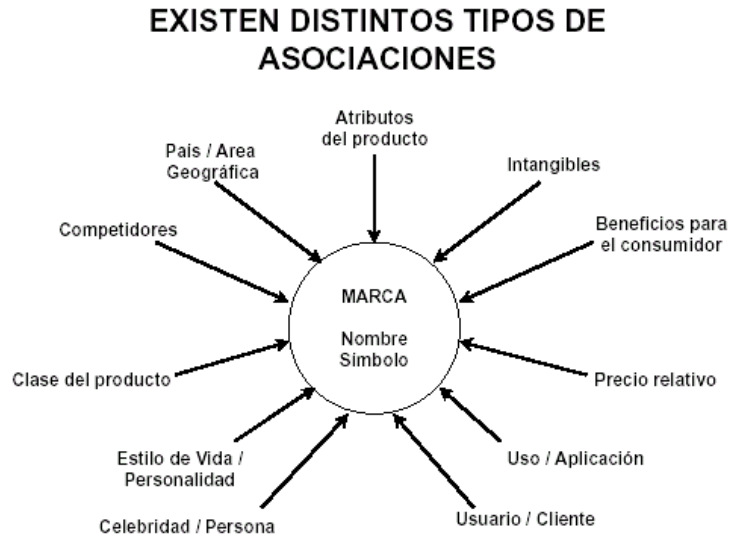 EXISTEN DISTINTOS TIPOS DE
ASOCIACIONES
Atributos
del producto
País / Area
Geográfica
Intangibles
Competidores
Beneficios para
el consumidor
MARCA
Nombre
Símbolo
Clase del producto
Precio relativo
Estilo de Vida /
Personalidad
Uso / Aplicación
Celebridad / Persona
Usuario / Cliente